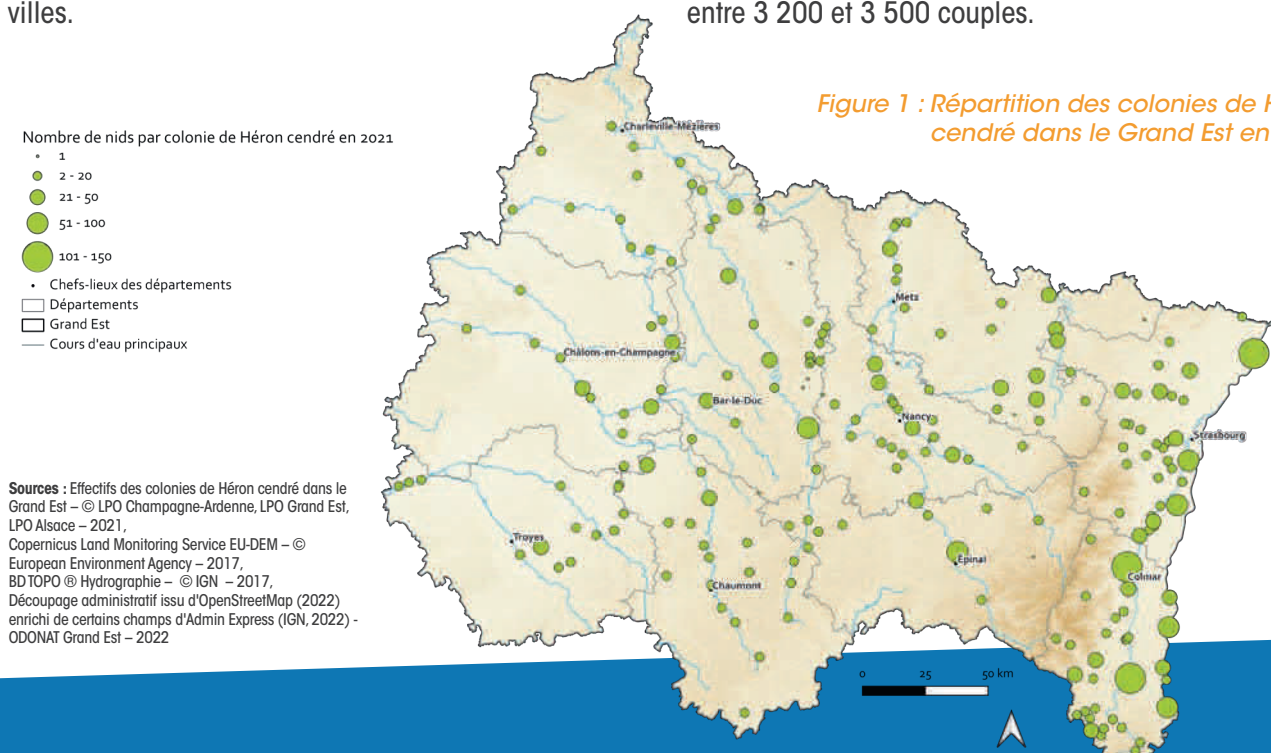 villes.
entre 3 200 et 3 500 couples.
Figure 1 : Répartition des colonies de H
cendré dans le Grand Est en
Nombre de nids par colonie de Héron cendré en 2021
1
2 - 20
21 - 50
51 - 100
101 - 150
Chefs-lieux des départements
Départements
Grand Est
Cours d'eau principaux
Charleville-Mézières
Metz
Châlons-en-Champagne
Bar-le-Duc
Nancy
Strasbourg
Troyes
Épinal
Chaumont
Colmar
Sources : Effectifs des colonies de Héron cendré dans le
Grand Est – © LPO Champagne-Ardenne, LPO Grand Est,
LPO Alsace – 2021,
Copernicus Land Monitoring Service EU-DEM – ©
European Environment Agency – 2017,
BD TOPO ® Hydrographie – © IGN – 2017,
Découpage administratif issu d'OpenStreetMap (2022)
enrichi de certains champs d'Admin Express (IGN, 2022) -
ODONAT Grand Est – 2022
0 25 50 km